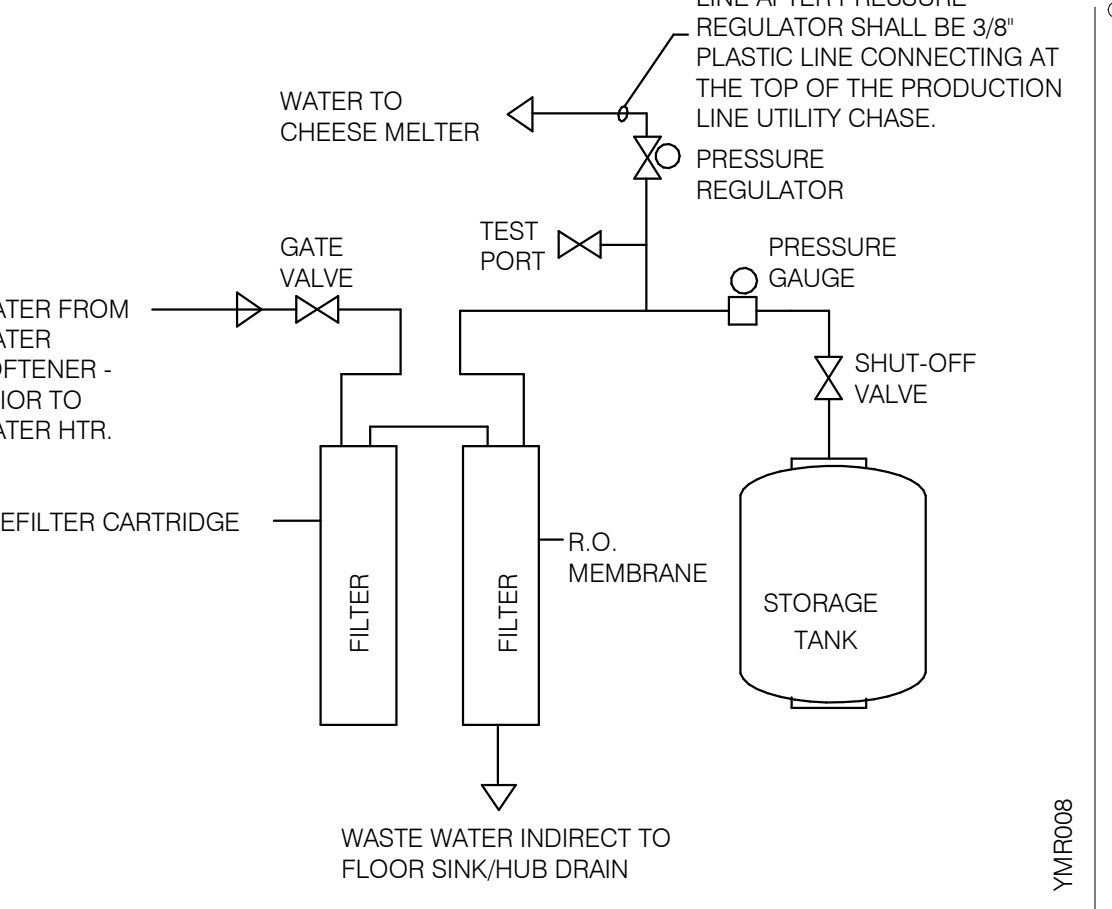 LINE AFTER PRESSURE
REGULATOR SHALL BE 3/8"
PLASTIC LINE CONNECTING AT
THE TOP OF THE PRODUCTION
LINE UTILITY CHASE.
WATER TO
CHEESE MELTER
PRESSURE
REGULATOR
TEST
PORT
PRESSURE
GAUGE
GATE
VALVE
ATER FROM
ATER
OFTENER -
IOR TO
ATER HTR.
SHUT-OFF
VALVE
EFILTER CARTRIDGE
R.O.
MEMBRANE
FILTER
FILTER
STORAGE
TANK
WASTE WATER INDIRECT TO
FLOOR SINK/HUB DRAIN
YMR008